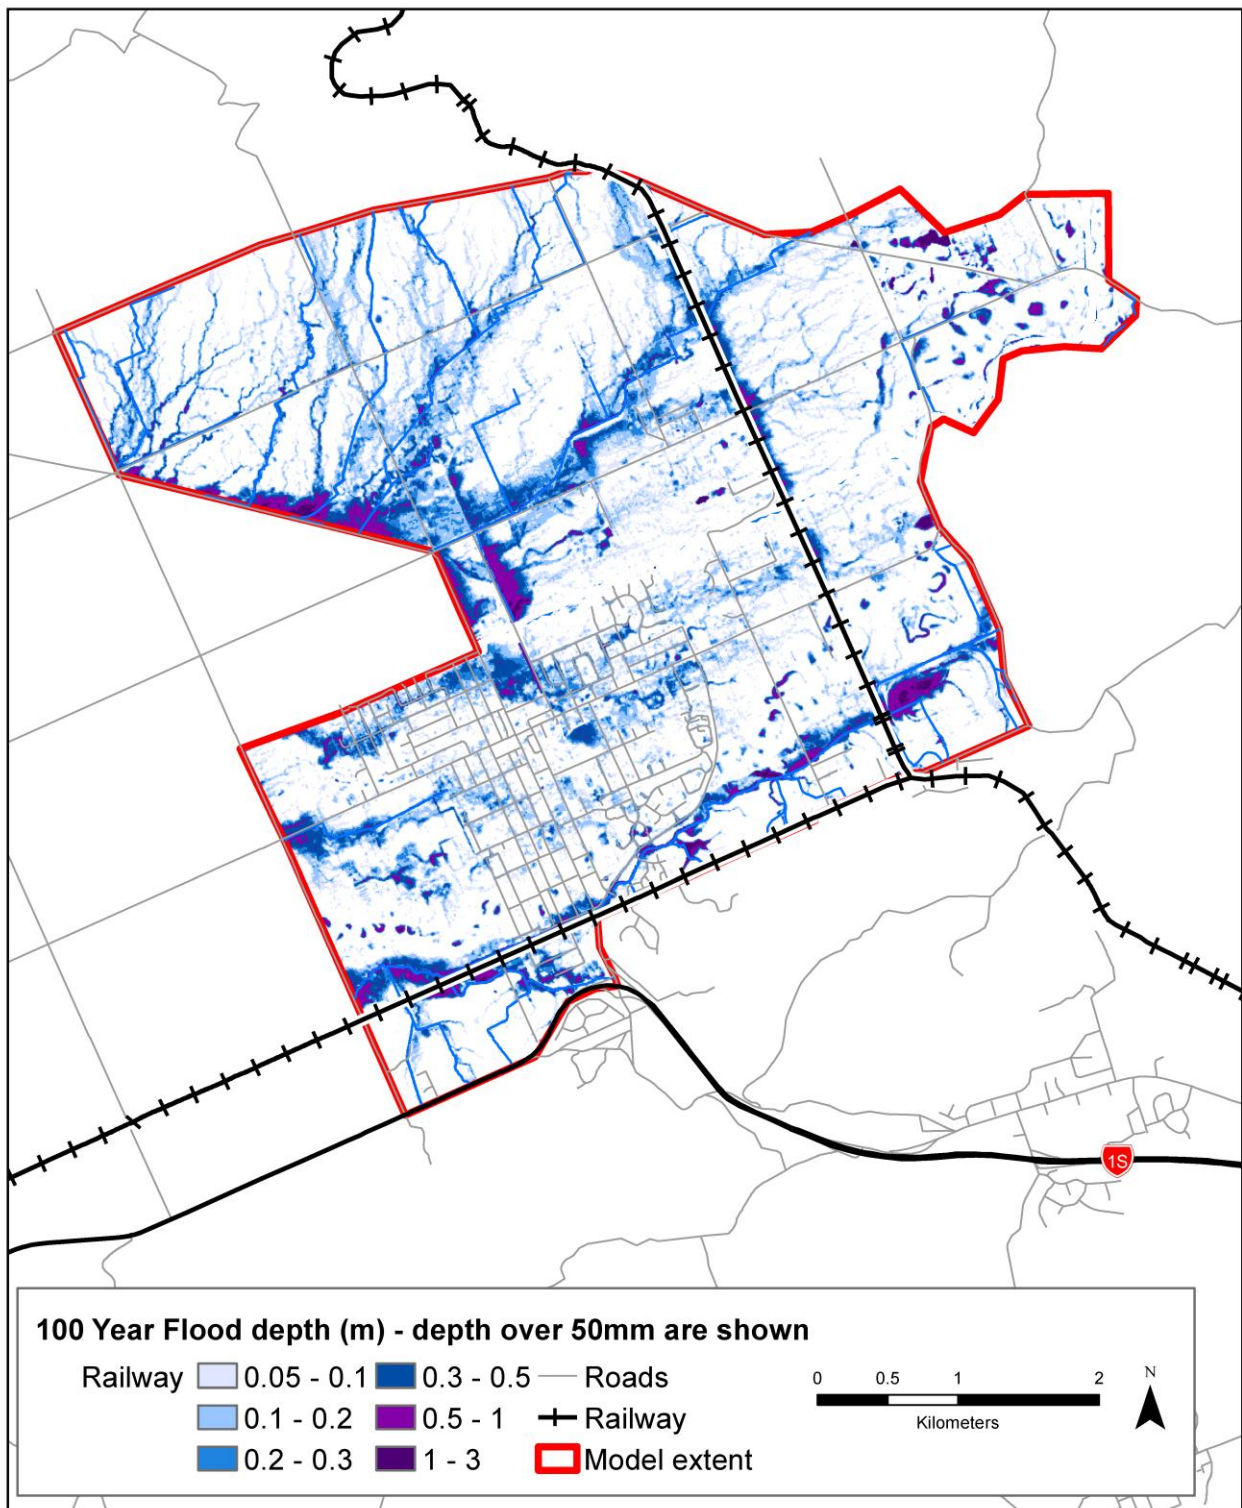 1S
100 Year Flood depth (m) - depth over 50mm are shown
Railway 0.05 - 0.1 0.3 - 0.5 Roads
0.1 - 0.2 0.5 - 1 Railway
0.2 - 0.3 1 - 3 Model extent
0 0.5 1 2
Kilometers
N